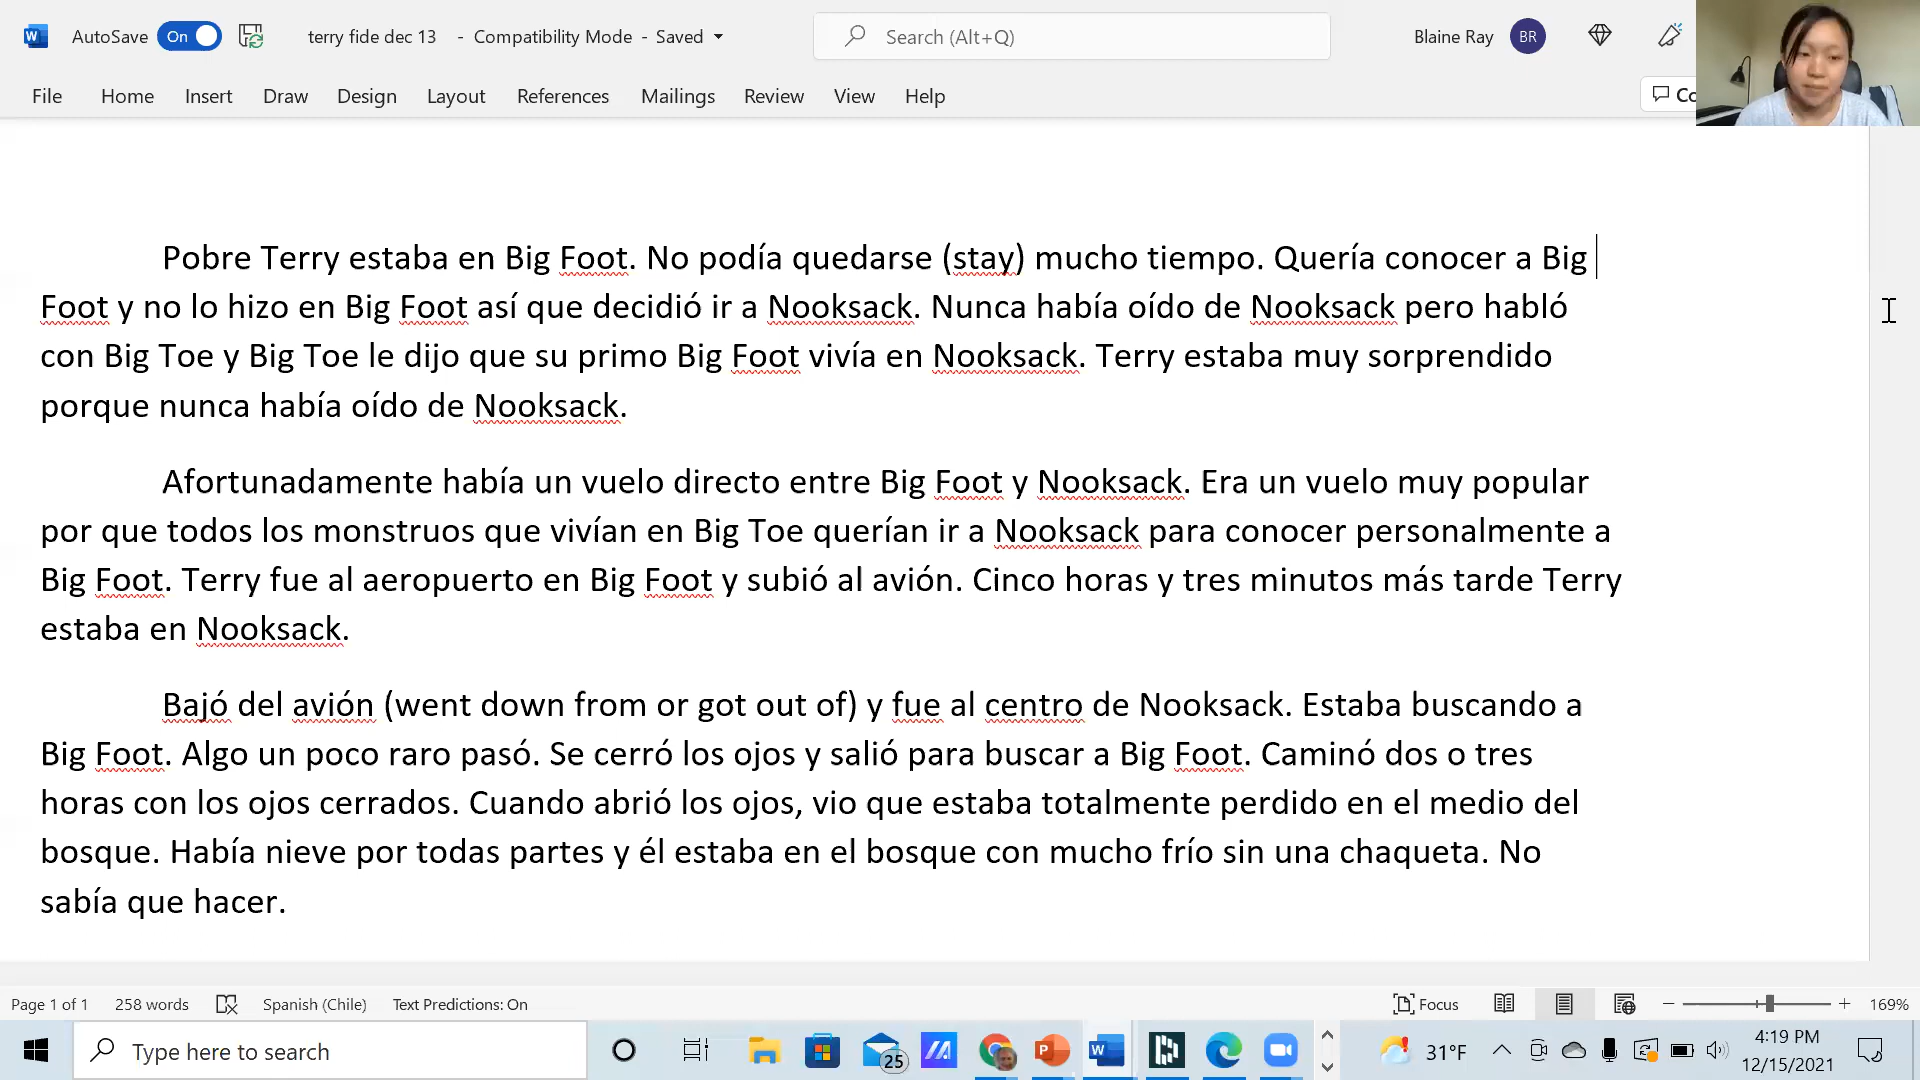 AutoSave On terry fide dec 13 - Compatibility Mode - Saved Search (Alt+Q) Blaine Ray BR
File Home Insert Draw Design Layout References Mailings Review View Help Co
Pobre Terry estaba en Big Foot. No podía quedarse (stay) mucho tiempo. Quería conocer a Big
Foot y no lo hizo en Big Foot así que decidió ir a Nooksack. Nunca había oído de Nooksack pero habló
con Big Toe y Big Toe le dijo que su primo Big Foot vivía en Nooksack. Terry estaba muy sorprendido
porque nunca había oído de Nooksack.
Afortunadamente había un vuelo directo entre Big Foot y Nooksack. Era un vuelo muy popular
por que todos los monstruos que vivían en Big Toe querían ir a Nooksack para conocer personalmente a
Big Foot. Terry fue al aeropuerto en Big Foot y subió al avión. Cinco horas y tres minutos más tarde Terry
estaba en Nooksack.
Bajó del avión (went down from or got out of) y fue al centro de Nooksack. Estaba buscando a
Big Foot. Algo un poco raro pasó. Se cerró los ojos y salió para buscar a Big Foot. Caminó dos o tres
horas con los ojos cerrados. Cuando abrió los ojos, vio que estaba totalmente perdido en el medio del
bosque. Había nieve por todas partes y él estaba en el bosque con mucho frío sin una chaqueta. No
sabía que hacer.
Page 1 of 1 258 words Spanish (Chile) Text Predictions: On Focus 169%
Type here to search 25 31°F 4:19 PM
12/15/2021